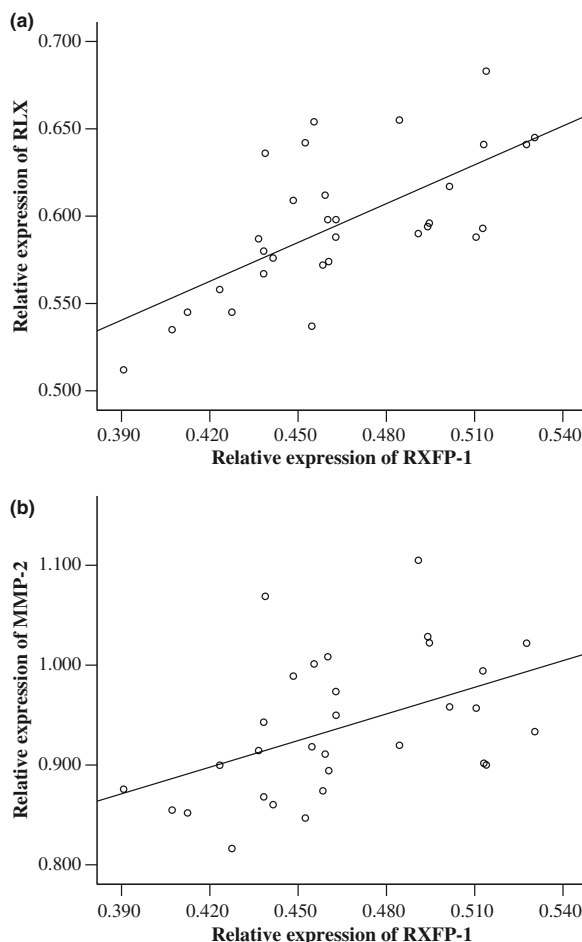 (a)
0.700
0.650
0.600
0.550
0.500
Relative expression of RLX
0.390 0.420 0.450 0.480 0.510 0.540
Relative expression of RXFP-1
(b)
1.100
1.000
0.900
0.800
Relative expression of MMP-2
0.390 0.420 0.450 0.480 0.510 0.540
Relative expression of RXFP-1